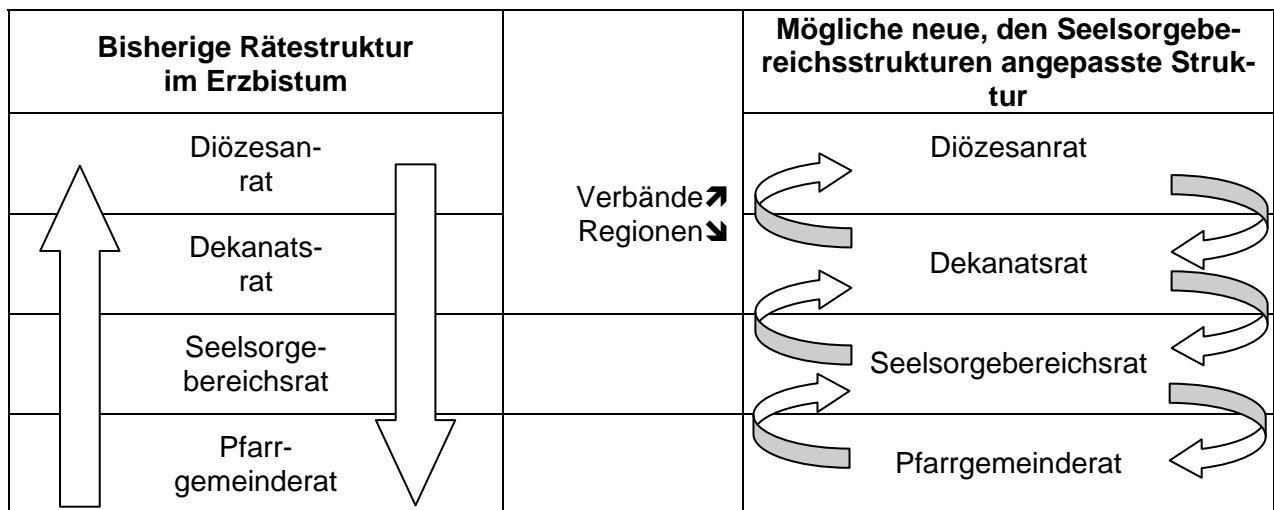 Bisherige Rätestruktur
im Erzbistum
Mögliche neue, den Seelsorgebe-
reichsstrukturen angepasste Struk-
tur
Diözesan-
rat
Verbände↗
Regionen↘
Diözesanrat
Dekanats-
rat
Dekanatsrat
Seelsorge-
bereichsrat
Seelsorgebereichsrat
Pfarr-
gemeinderat
Pfarrgemeinderat